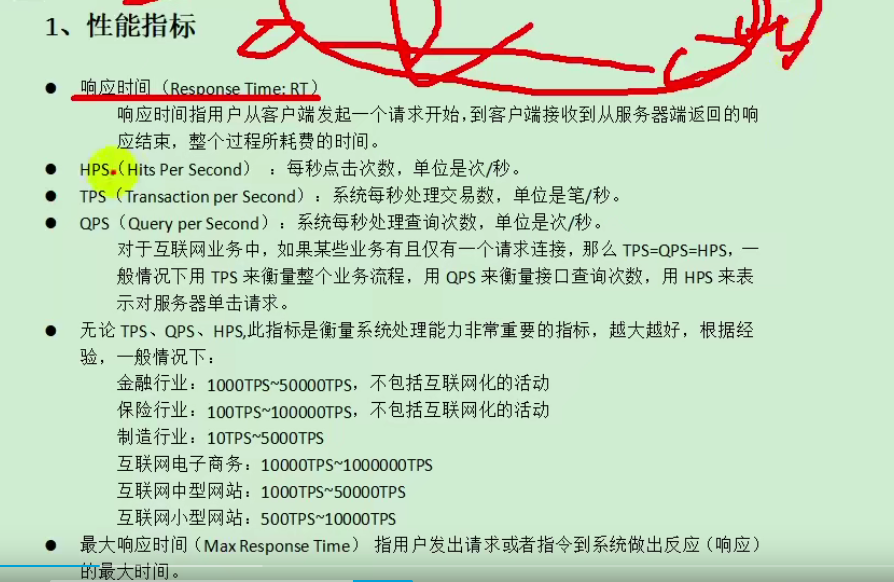 1、性能指标
● 响应时间（Response Time: RT）
响应时间指用户从客户端发起一个请求开始，到客户端接收到从服务器端返回的响
应结束，整个过程所耗费的时间。
● HPS（Hits Per Second）：每秒点击次数，单位是次/秒。
● TPS（Transaction per Second）：系统每秒处理交易数，单位是笔/秒。
● QPS（Query per Second）：系统每秒处理查询次数，单位是次/秒。
对于互联网业务中，如果某些业务有且仅有一个请求连接，那么 TPS=QPS=HPS，一
般情况下用 TPS 来衡量整个业务流程，用 QPS 来衡量接口查询次数，用 HPS 来表
示对服务器单击请求。
● 无论 TPS、QPS、HPS,此指标是衡量系统处理能力非常重要的指标，越大越好，根据经
验，一般情况下：
金融行业：1000TPS~50000TPS，不包括互联网化的活动
保险行业：100TPS~100000TPS，不包括互联网化的活动
制造行业：10TPS~5000TPS
互联网电子商务：10000TPS~1000000TPS
互联网中型网站：1000TPS~50000TPS
互联网小型网站：500TPS~10000TPS
● 最大响应时间（Max Response Time） 指用户发出请求或者指令到系统做出反应（响应）
的最大时间。